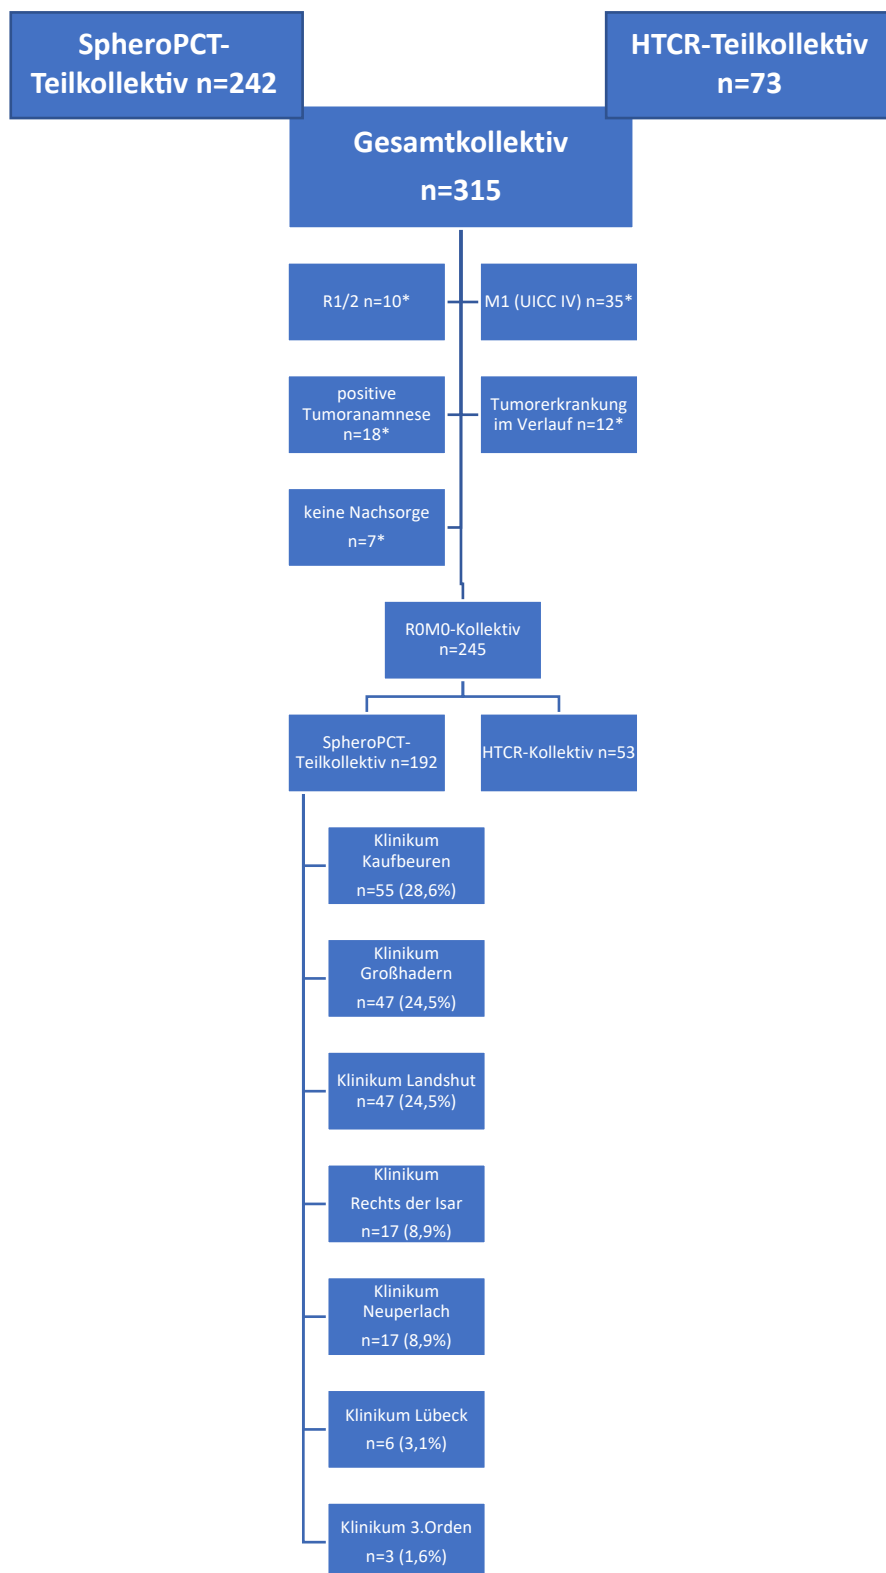 SpheroPCT-
Teilkollektiv n=242
HTCR-Teilkollektiv
n=73
Gesamtkollektiv
n=315
R1/2 n=10*
M1 (UICC IV) n=35*
positive
Tumoranamnese
n=18*
Tumorerkrankung
im Verlauf n=12*
keine Nachsorge
n=7*
R0M0-Kollektiv
n=245
SpheroPCT-
Teilkollektiv n=192
HTCR-Kollektiv n=53
Klinikum
Kaufbeuren
n=55 (28,6%)
Klinikum
Großhadern
n=47 (24,5%)
Klinikum Landshut
n=47 (24,5%)
Klinikum
Rechts der Isar
n=17 (8,9%)
Klinikum
Neuperlach
n=17 (8,9%)
Klinikum Lübeck
n=6 (3,1%)
Klinikum 3.Orden
n=3 (1,6%)